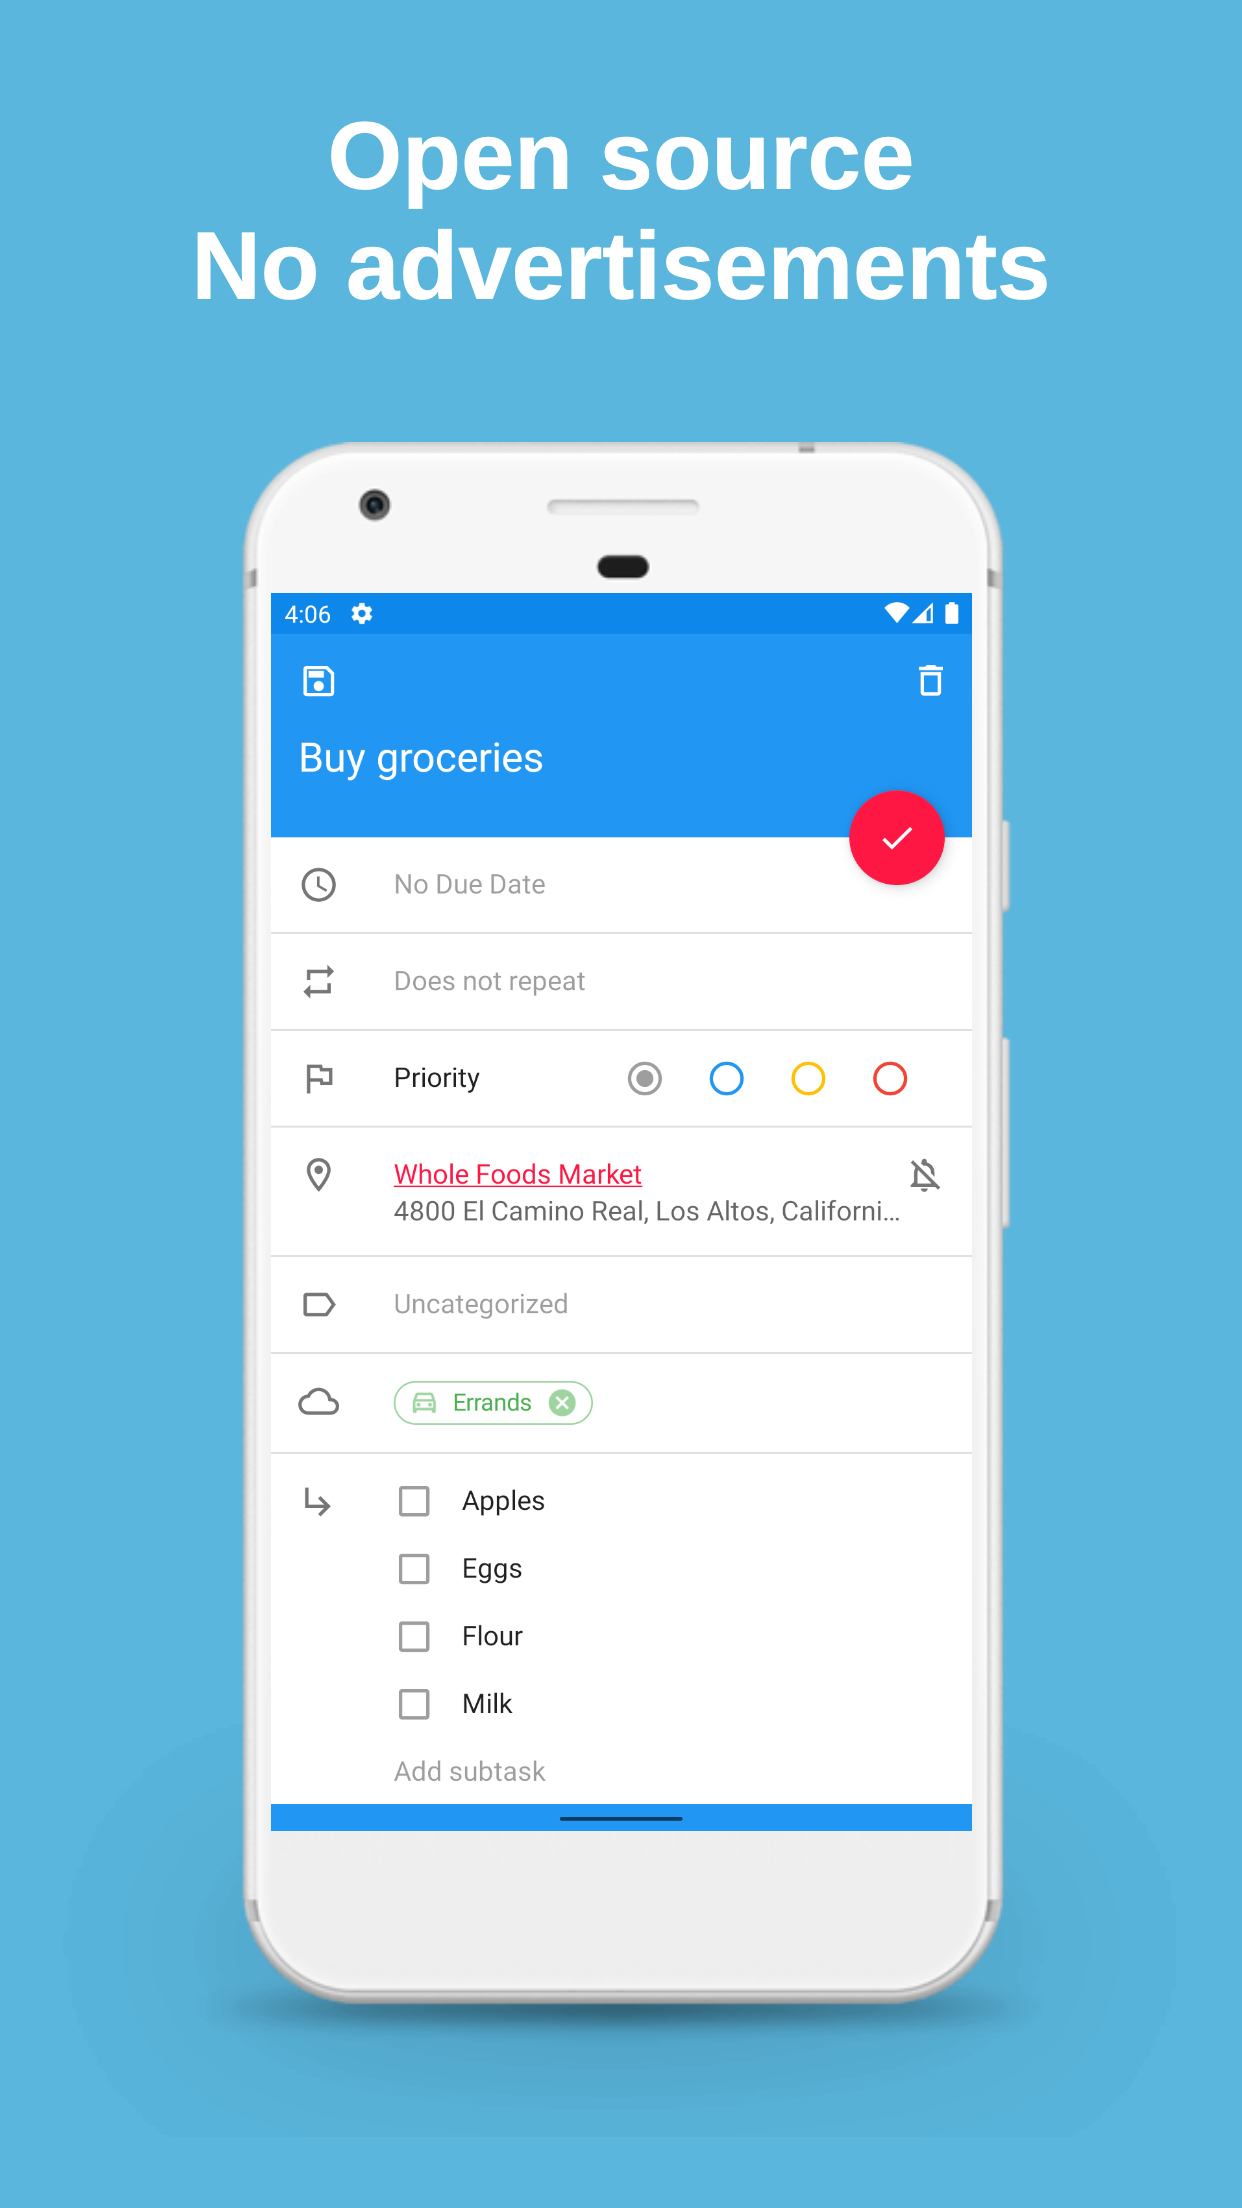 Open source
No advertisements
4:06
Buy groceries
No Due Date
Does not repeat
Priority
Whole Foods Market
4800 El Camino Real, Los Altos, Californi...
Uncategorized
Errands
Apples
Eggs
Flour
Milk
Add subtask